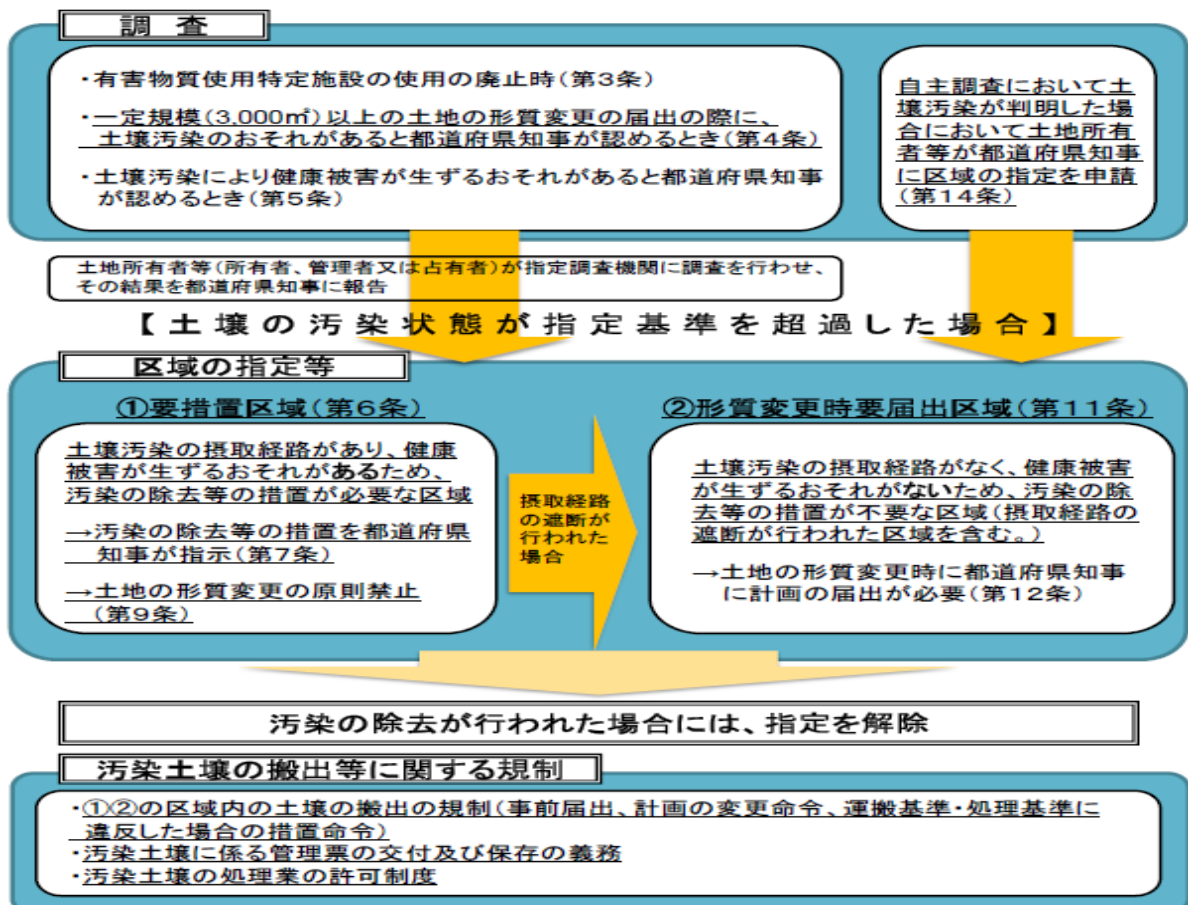 調 査
・有害物質使用特定施設の使用の廃止時(第3条)
・一定規模(3,000㎡)以上の土地の形質変更の届出の際に、
土壌汚染のおそれがあると都道府県知事が認めるとき(第4条)
・土壌汚染により健康被害が生ずるおそれがあると都道府県知事
が認めるとき(第5条)
自主調査において土
壌汚染が判明した場
合において土地所有
者等が都道府県知事
に区域の指定を申請
(第14条)
土地所有者等(所有者、管理者又は占有者)が指定調査機関に調査を行わせ、
その結果を都道府県知事に報告
【土壌の汚染状態が指定基準を超過した場合】
区域の指定等
①要措置区域(第6条)
土壌汚染の摂取経路があり、健康
被害が生ずるおそれがあるため、
汚染の除去等の措置が必要な区域
→汚染の除去等の措置を都道府県
知事が指示(第7条)
→土地の形質変更の原則禁止
(第9条)
摂取経路
の遮断が
行われた
場合
②形質変更時要届出区域(第11条)
土壌汚染の摂取経路がなく、健康被害
が生ずるおそれがないため、汚染の除
去等の措置が不要な区域(摂取経路の
遮断が行われた区域を含む。)
→土地の形質変更時に都道府県知事
に計画の届出が必要(第12条)
汚染の除去が行われた場合には、指定を解除
汚染土壌の搬出等に関する規制
・①②の区域内の土壌の搬出の規制(事前届出、計画の変更命令、運搬基準・処理基準に
違反した場合の措置命令)
・汚染土壌に係る管理票の交付及び保存の義務
・汚染土壌の処理業の許可制度